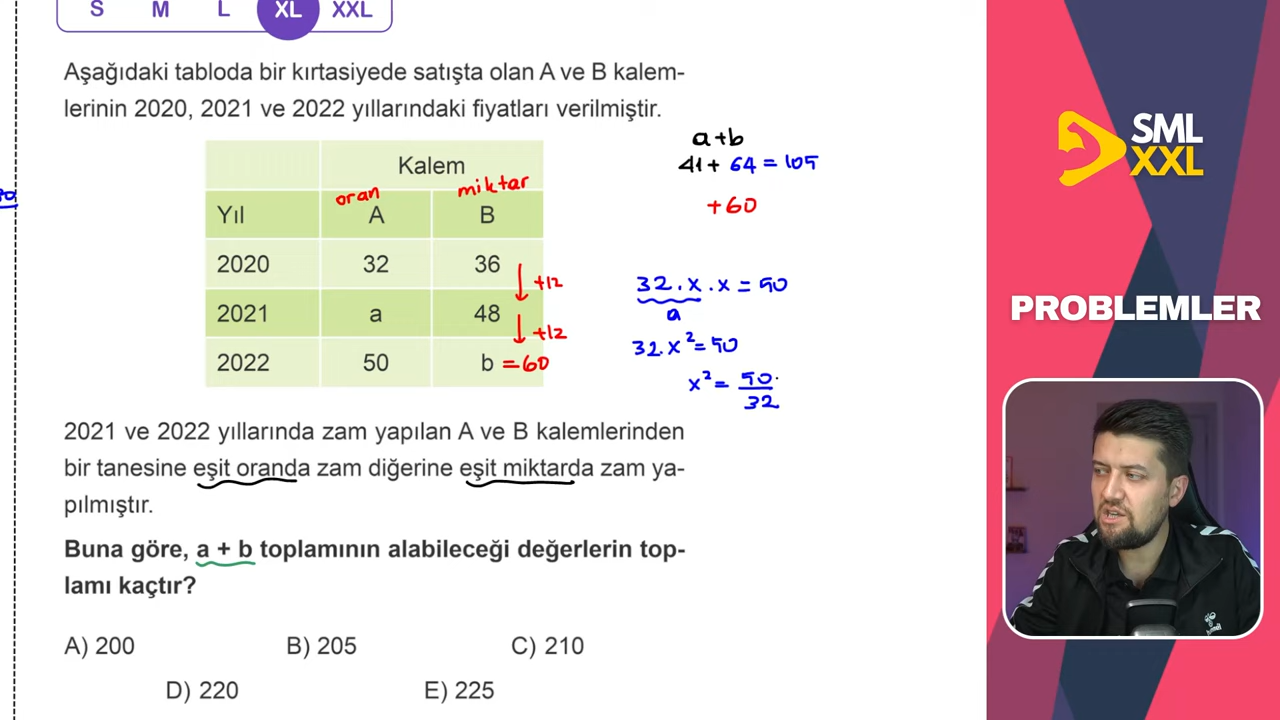 S M L XL XXL
Aşağıdaki tabloda bir kırtasiyede satışta olan A ve B kalem-
lerinin 2020, 2021 ve 2022 yıllarındaki fiyatları verilmiştir.
Kalem
oran miktar
Yıl A B
2020 32 36
+12
2021 a 48
+12
2022 50 b = 60
a + b
41 + 64 = 105
+60
32 . x . x = 50
a
32 . x² = 50
x² = 50/32
2021 ve 2022 yıllarında zam yapılan A ve B kalemlerinden
bir tanesine eşit oranda zam diğerine eşit miktarda zam ya-
pılmıştır.
Buna göre, a + b toplamının alabileceği değerlerin top-
lamı kaçtır?
A) 200 B) 205 C) 210
D) 220 E) 225
SML
XXL
PROBLEMLER